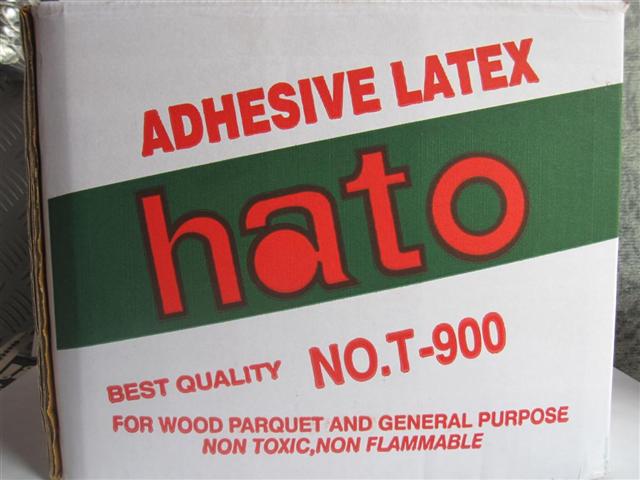 ADHESIVE LATEX
hato
BEST QUALITY NO.T-900
FOR WOOD PARQUET AND GENERAL PURPOSE
NON TOXIC,NON FLAMMABLE